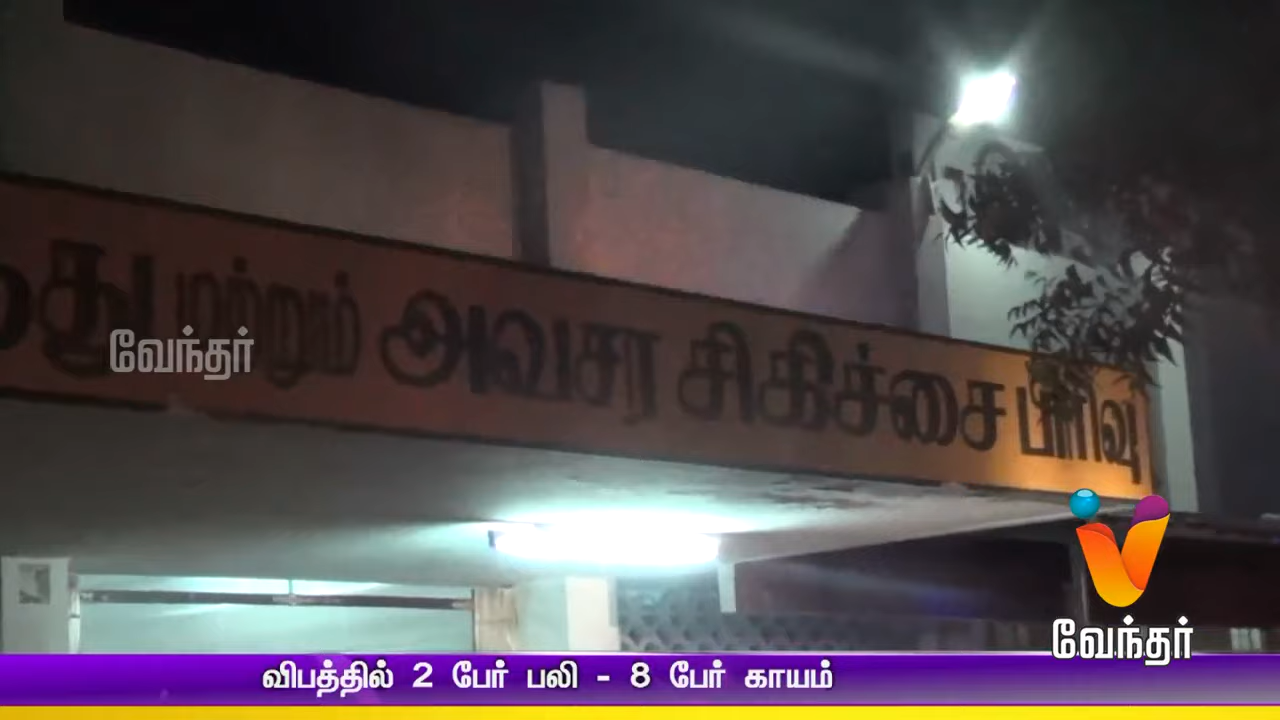 மற்றும் அவசர சிகிச்சை பிரிவு
வேந்தர்
வேந்தர்
விபத்தில் 2 பேர் பலி - 8 பேர் காயம்